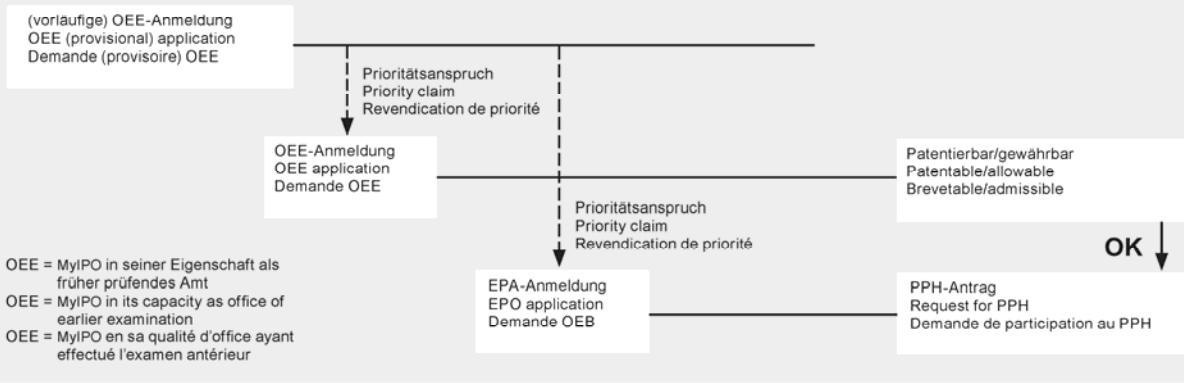 (vorläufige) OEE-Anmeldung
OEE (provisional) application
Demande (provisoire) OEE
Prioritätsanspruch
Priority claim
Revendication de priorité
OEE-Anmeldung
OEE application
Demande OEE
Patentierbar/gewährbar
Patentable/allowable
Brevetable/admissible
Prioritätsanspruch
Priority claim
Revendication de priorité
OK
OEE = MyIPO in seiner Eigenschaft als
früher prüfendes Amt
OEE = MyIPO in its capacity as office of
earlier examination
OEE = MyIPO en sa qualité d'office ayant
effectué l'examen antérieur
EPA-Anmeldung
EPO application
Demande OEB
PPH-Antrag
Request for PPH
Demande de participation au PPH